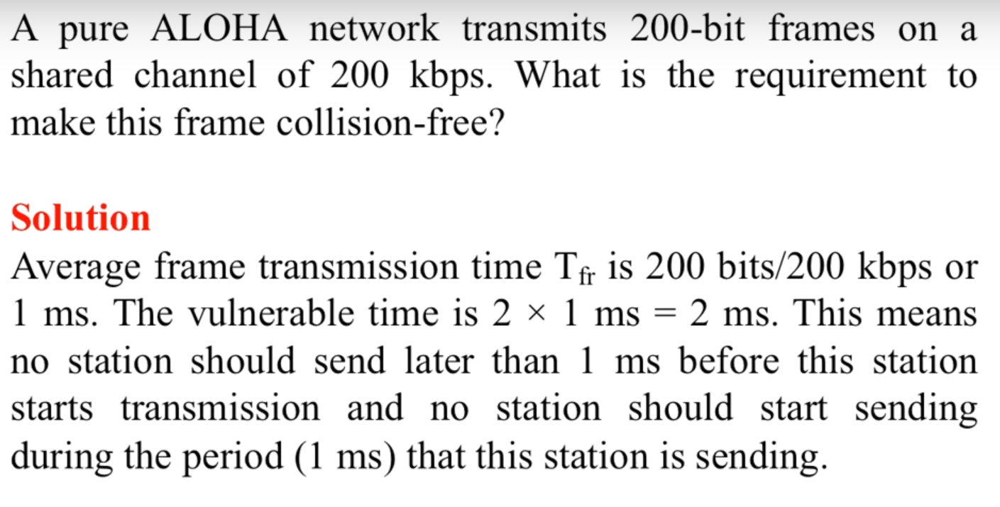 A pure ALOHA network transmits 200-bit frames on a
shared channel of 200 kbps. What is the requirement to
make this frame collision-free?
Solution
Average frame transmission time Tfr is 200 bits/200 kbps or
1 ms. The vulnerable time is 2 × 1 ms = 2 ms. This means
no station should send later than 1 ms before this station
starts transmission and no station should start sending
during the period (1 ms) that this station is sending.